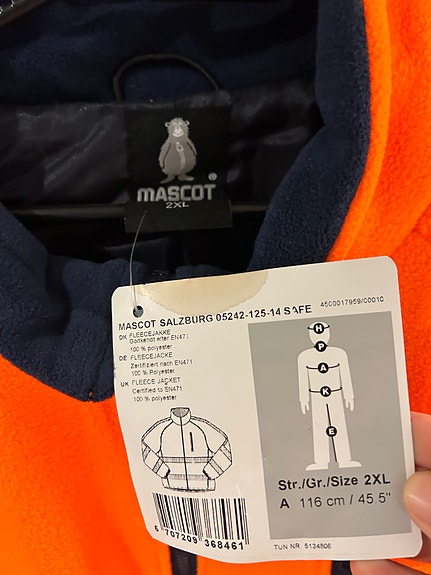 MASCOT®
2XL
MASCOT SALZBURG 05242-125-14 SAFE
4500017959/C0010
DK FLEECEJAKKE
Godkendt efter EN471
100 % polyester
DE FLEECEJACKE
Zertifiziert nach EN471
100 % Polyester
UK FLEECE JACKET
Certified to EN471
100 % polyester
H
P
A
K
E
Str./Gr./Size 2XL
A 116 cm / 45.5"
5 707209 368461
TUN NR. 5134806